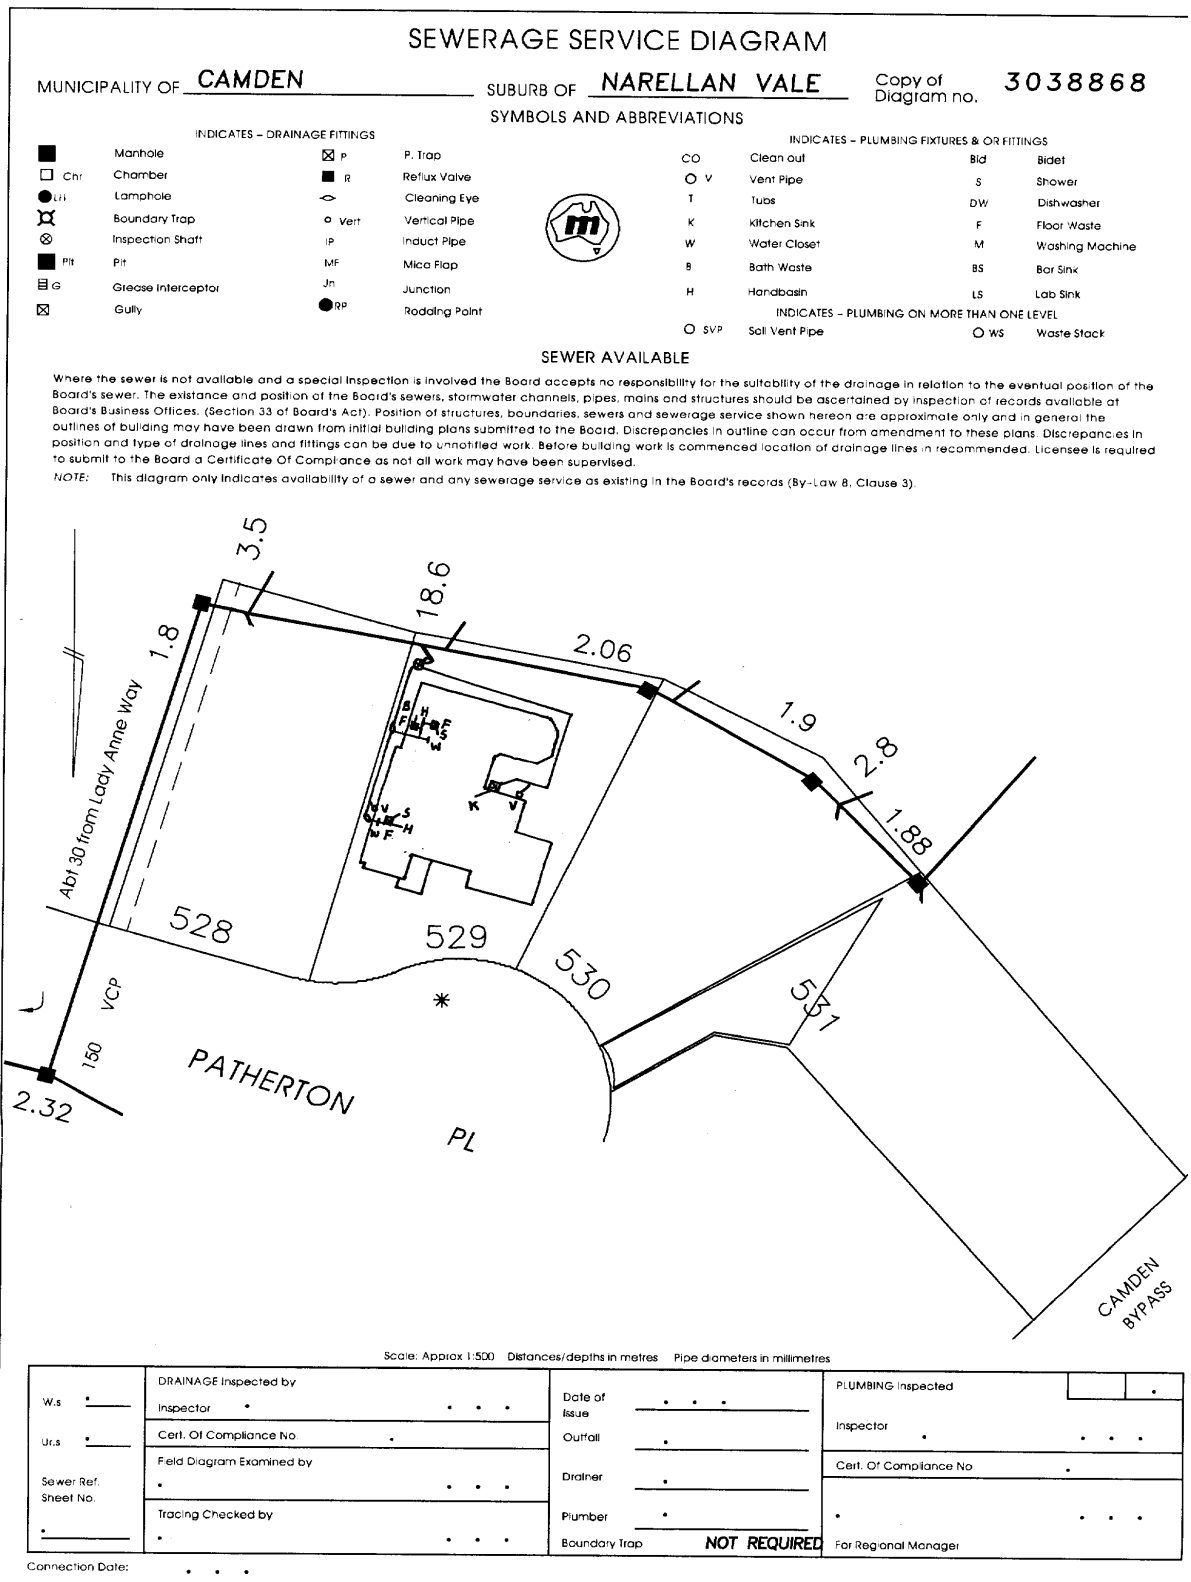 SEWERAGE SERVICE DIAGRAM
MUNICIPALITY OF CAMDEN SUBURB OF NARELLAN VALE Copy of Diagram no. 3038868
SYMBOLS AND ABBREVIATIONS
INDICATES - DRAINAGE FITTINGS
Manhole
Chr Chamber
LH Lamphole
Boundary Trap
Inspection Shaft
Pit Pit
G Grease Interceptor
Gully
P P. Trap
R Reflux Valve
Cleaning Eye
Vert Vertical Pipe
IP Induct Pipe
MF Mica Flap
Jn Junction
RP Rodding Point
m
INDICATES - PLUMBING FIXTURES & OR FITTINGS
CO Clean out
V Vent Pipe
T Tubs
K Kitchen Sink
W Water Closet
B Bath Waste
H Handbasin
Bid Bidet
S Shower
DW Dishwasher
F Floor Waste
M Washing Machine
BS Bar Sink
LS Lab Sink
INDICATES - PLUMBING ON MORE THAN ONE LEVEL
SVP Soil Vent Pipe
WS Waste Stack
SEWER AVAILABLE
Where the sewer is not available and a special inspection is involved the Board accepts no responsibility for the suitability of the drainage in relation to the eventual position of the
Board's sewer. The existance and position of the Board's sewers, stormwater channels, pipes, mains and structures should be ascertained by inspection of records available at
Board's Business Offices. (Section 33 of Board's Act). Position of structures, boundaries, sewers and sewerage service shown hereon are approximate only and in general the
outlines of building may have been drawn from initial building plans submitted to the Board. Discrepancies in outline can occur from amendment to these plans. Discrepancies in
position and type of drainage lines and fittings can be due to unnotified work. Before building work is commenced location of drainage lines in recommended. Licensee is required
to submit to the Board a Certificate Of Compliance as not all work may have been supervised.
NOTE: This diagram only indicates availability of a sewer and any sewerage service as existing in the Board's records (By-Law 8, Clause 3).
3.5
18.6
1.8
2.06
1.9
2.8
1.88
Abt 30 from Lady Anne Way
B H
F F
S
W
K V
V S
H
W F
528
529
530
531
VCP
150
2.32
PATHERTON
PL
CAMDEN
BYPASS
Scale: Approx 1:500 Distances/depths in metres Pipe diameters in millimetres
W.s
Ur.s
Sewer Ref.
Sheet No.
DRAINAGE Inspected by
Inspector
Cert. Of Compliance No.
Field Diagram Examined by
Tracing Checked by
Date of
Issue
Outfall
Drainer
Plumber
Boundary Trap NOT REQUIRED
PLUMBING Inspected
Inspector
Cert. Of Compliance No.
For Regional Manager
Connection Date: